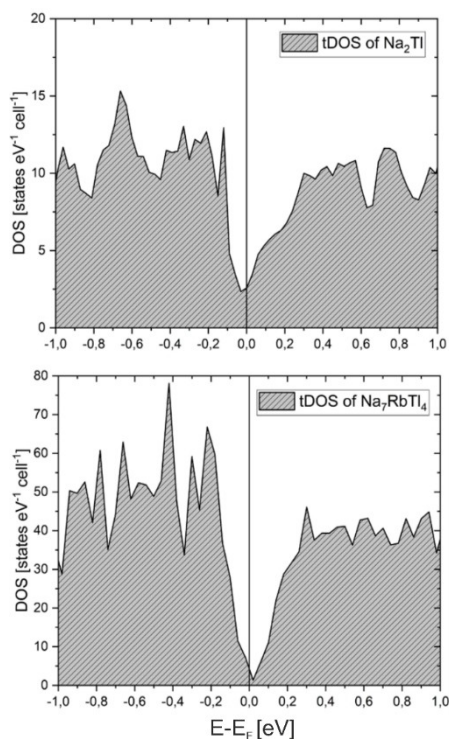 tDOS of Na₂Tl
DOS [states eV⁻¹ cell⁻¹]
20
15
10
5
0
-1,0 -0,8 -0,6 -0,4 -0,2 0,0 0,2 0,4 0,6 0,8 1,0
tDOS of Na₇RbTl₄
DOS [states eV⁻¹ cell⁻¹]
80
70
60
50
40
30
20
10
0
-1,0 -0,8 -0,6 -0,4 -0,2 0,0 0,2 0,4 0,6 0,8 1,0
E-E_F [eV]